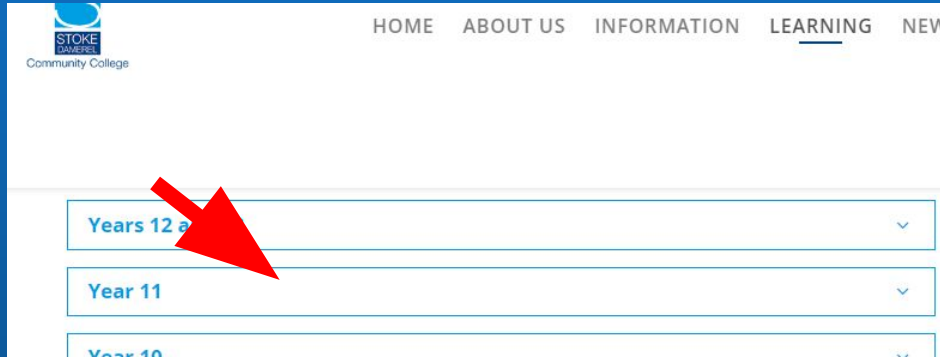 STOKE
DAMEREL
Community College
HOME ABOUT US INFORMATION LEARNING
Years 12 a
Year 11
Year 10